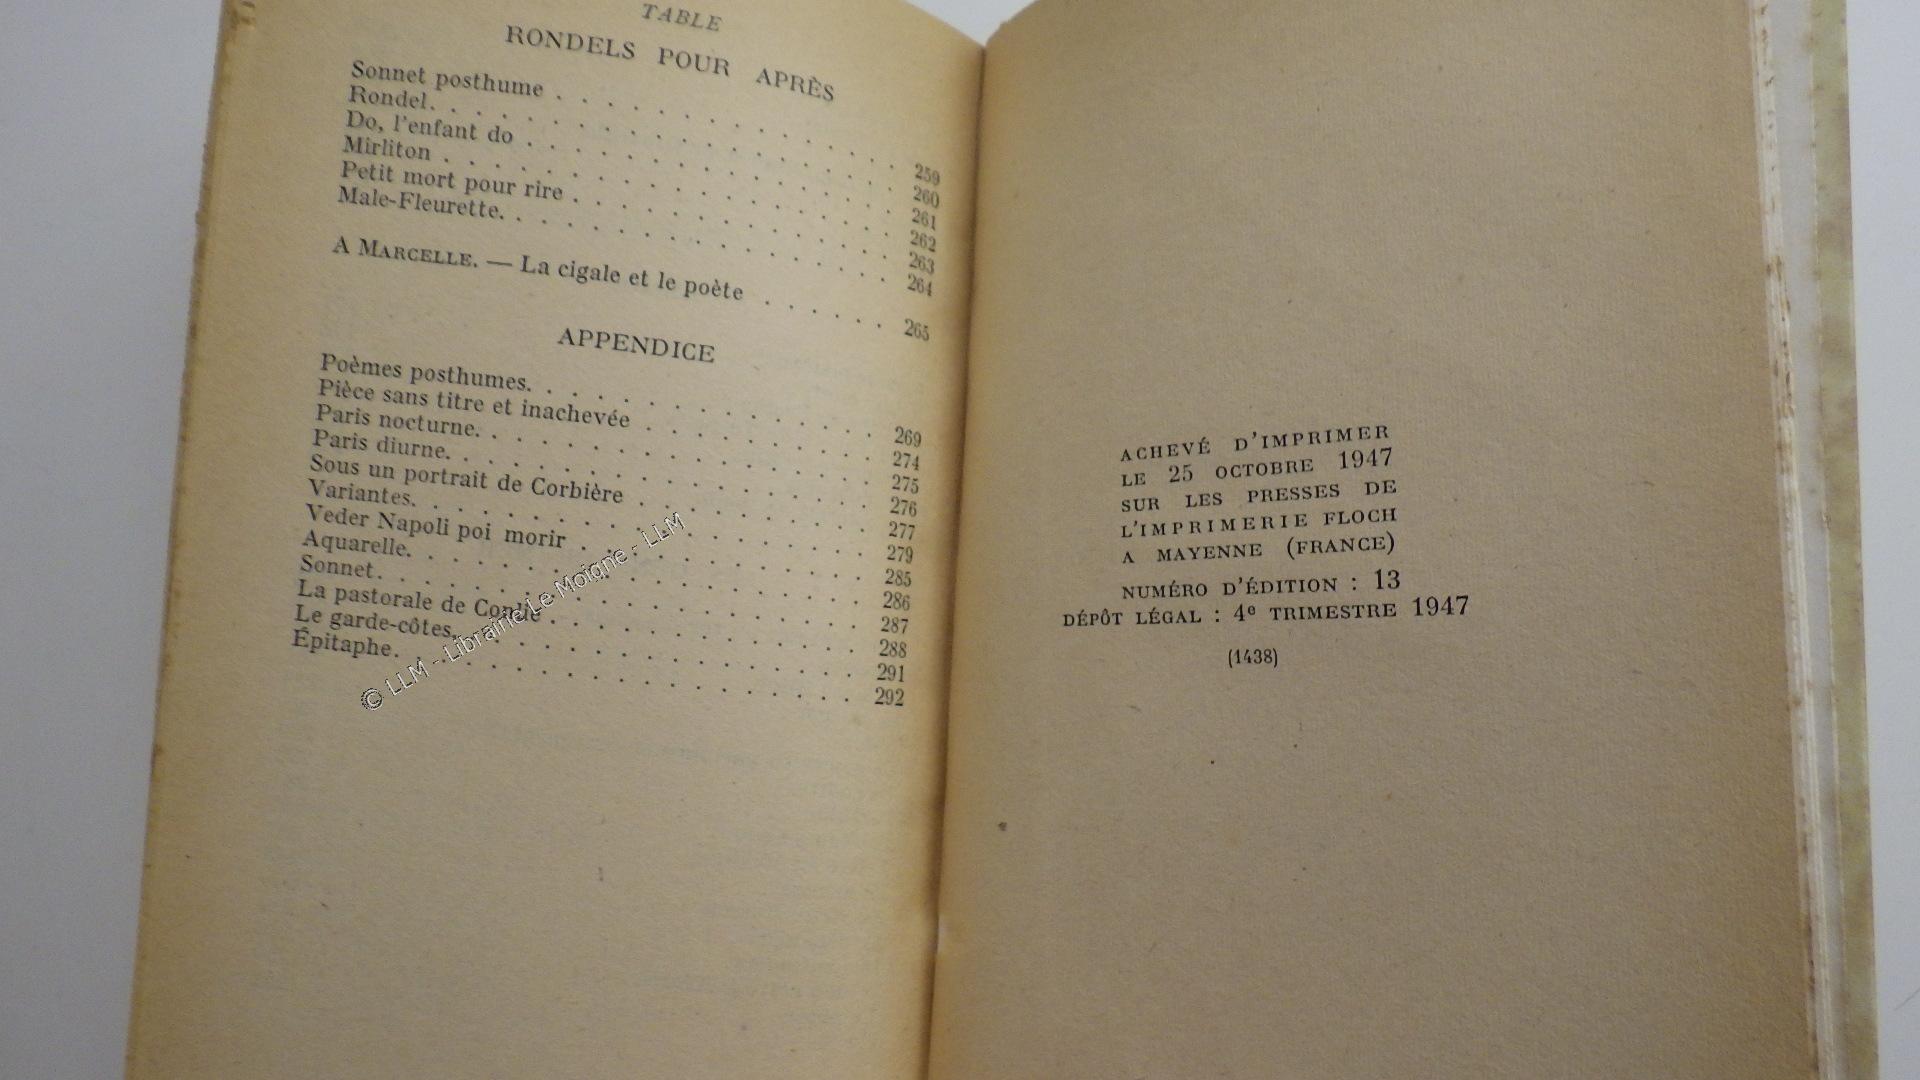 TABLE
RONDELS POUR APRÈS
Sonnet posthume . . . . . . . . . . . . . . 259
Rondel. . . . . . . . . . . . . . . . . . . 260
Do, l'enfant do . . . . . . . . . . . . . . . 261
Mirliton . . . . . . . . . . . . . . . . . . 262
Petit mort pour rire . . . . . . . . . . . . . 263
Male-Fleurette. . . . . . . . . . . . . . . . 264
A MARCELLE. — La cigale et le poète . . . . . . 265
APPENDICE
Poèmes posthumes. . . . . . . . . . . . . . . 269
Pièce sans titre et inachevée . . . . . . . . . . 274
Paris nocturne. . . . . . . . . . . . . . . . . 275
Paris diurne. . . . . . . . . . . . . . . . . . 276
Sous un portrait de Corbière . . . . . . . . . . 277
Variantes. . . . . . . . . . . . . . . . . . . 279
Veder Napoli poi morir . . . . . . . . . . . . 285
Aquarelle. . . . . . . . . . . . . . . . . . . 286
Sonnet. . . . . . . . . . . . . . . . . . . . 287
La pastorale de Conlie . . . . . . . . . . . . . 288
Le garde-côtes. . . . . . . . . . . . . . . . . 291
Épitaphe. . . . . . . . . . . . . . . . . . . 292
© LLM - Librairie Le Moigne - LLM
ACHEVÉ D'IMPRIMER
LE 25 OCTOBRE 1947
SUR LES PRESSES DE
L'IMPRIMERIE FLOCH
A MAYENNE (FRANCE)
NUMÉRO D'ÉDITION : 13
DÉPÔT LÉGAL : 4e TRIMESTRE 1947
(1438)